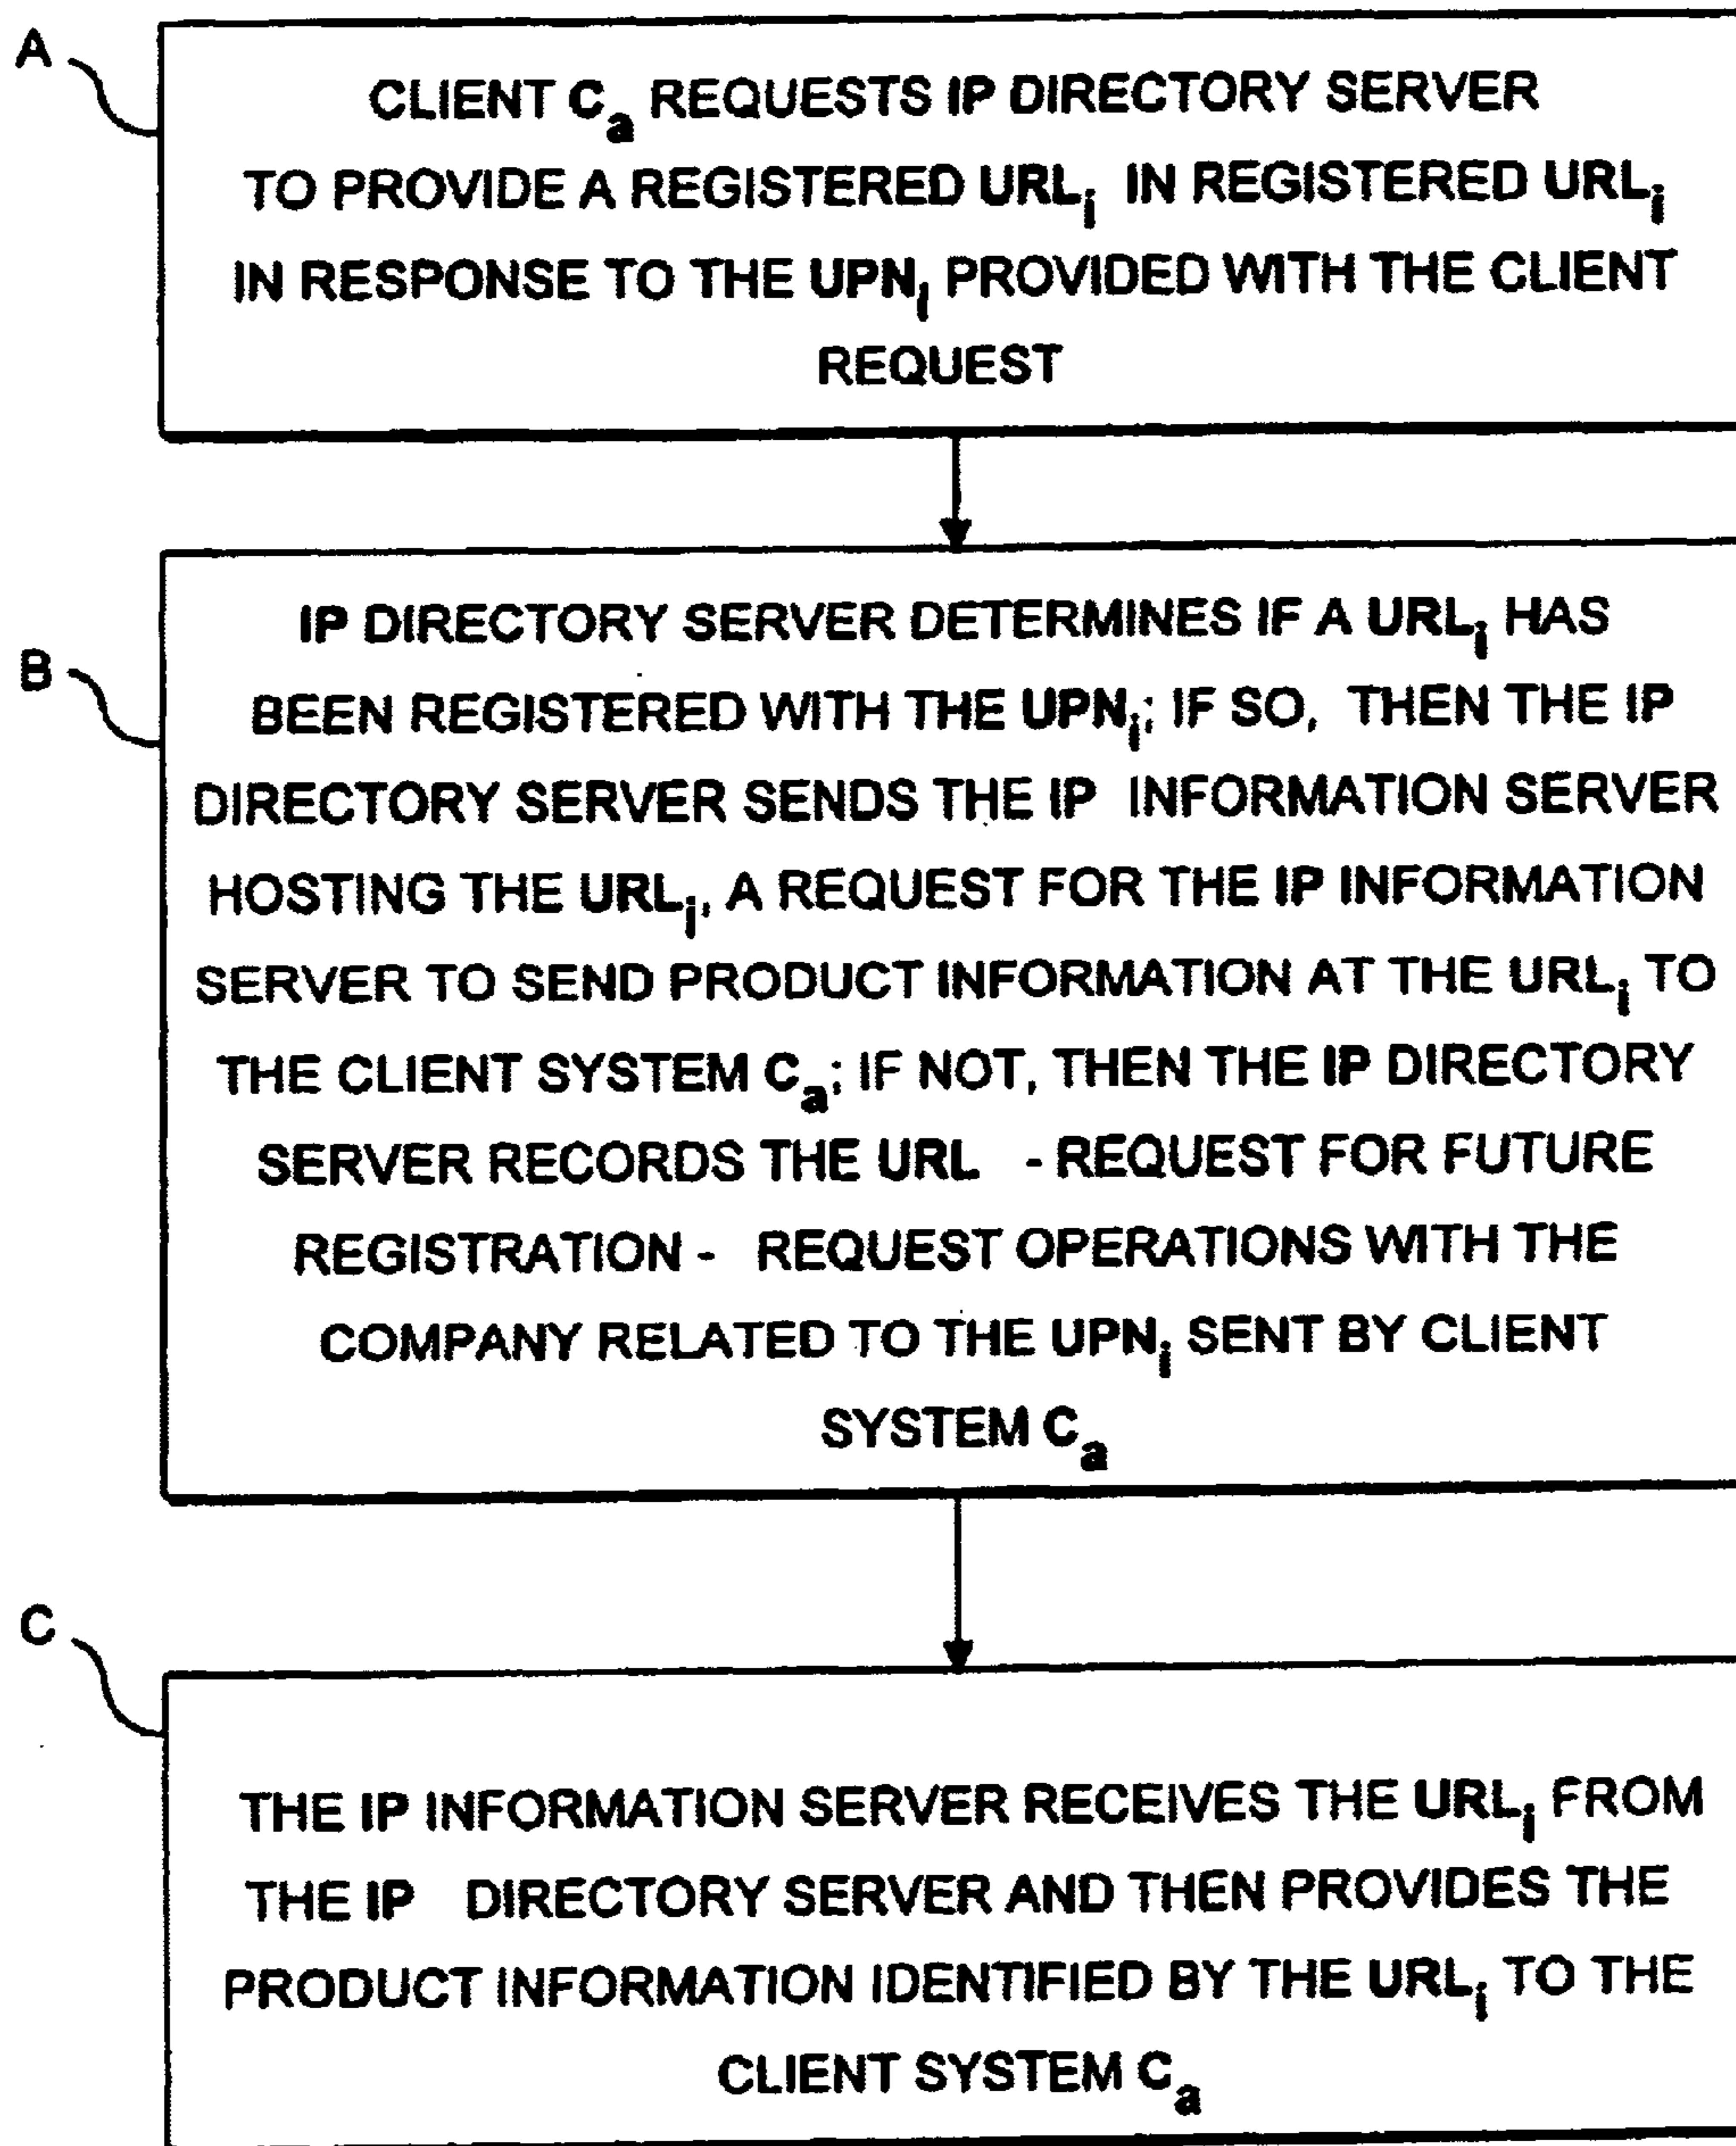 A
CLIENT Ca REQUESTS IP DIRECTORY SERVER
TO PROVIDE A REGISTERED URLi IN REGISTERED URLi
IN RESPONSE TO THE UPNi PROVIDED WITH THE CLIENT
REQUEST
B
IP DIRECTORY SERVER DETERMINES IF A URLi HAS
BEEN REGISTERED WITH THE UPNi; IF SO, THEN THE IP
DIRECTORY SERVER SENDS THE IP INFORMATION SERVER
HOSTING THE URLi, A REQUEST FOR THE IP INFORMATION
SERVER TO SEND PRODUCT INFORMATION AT THE URLi TO
THE CLIENT SYSTEM Ca; IF NOT, THEN THE IP DIRECTORY
SERVER RECORDS THE URL - REQUEST FOR FUTURE
REGISTRATION - REQUEST OPERATIONS WITH THE
COMPANY RELATED TO THE UPNi SENT BY CLIENT
SYSTEM Ca
C
THE IP INFORMATION SERVER RECEIVES THE URLi FROM
THE IP DIRECTORY SERVER AND THEN PROVIDES THE
PRODUCT INFORMATION IDENTIFIED BY THE URLi TO THE
CLIENT SYSTEM Ca